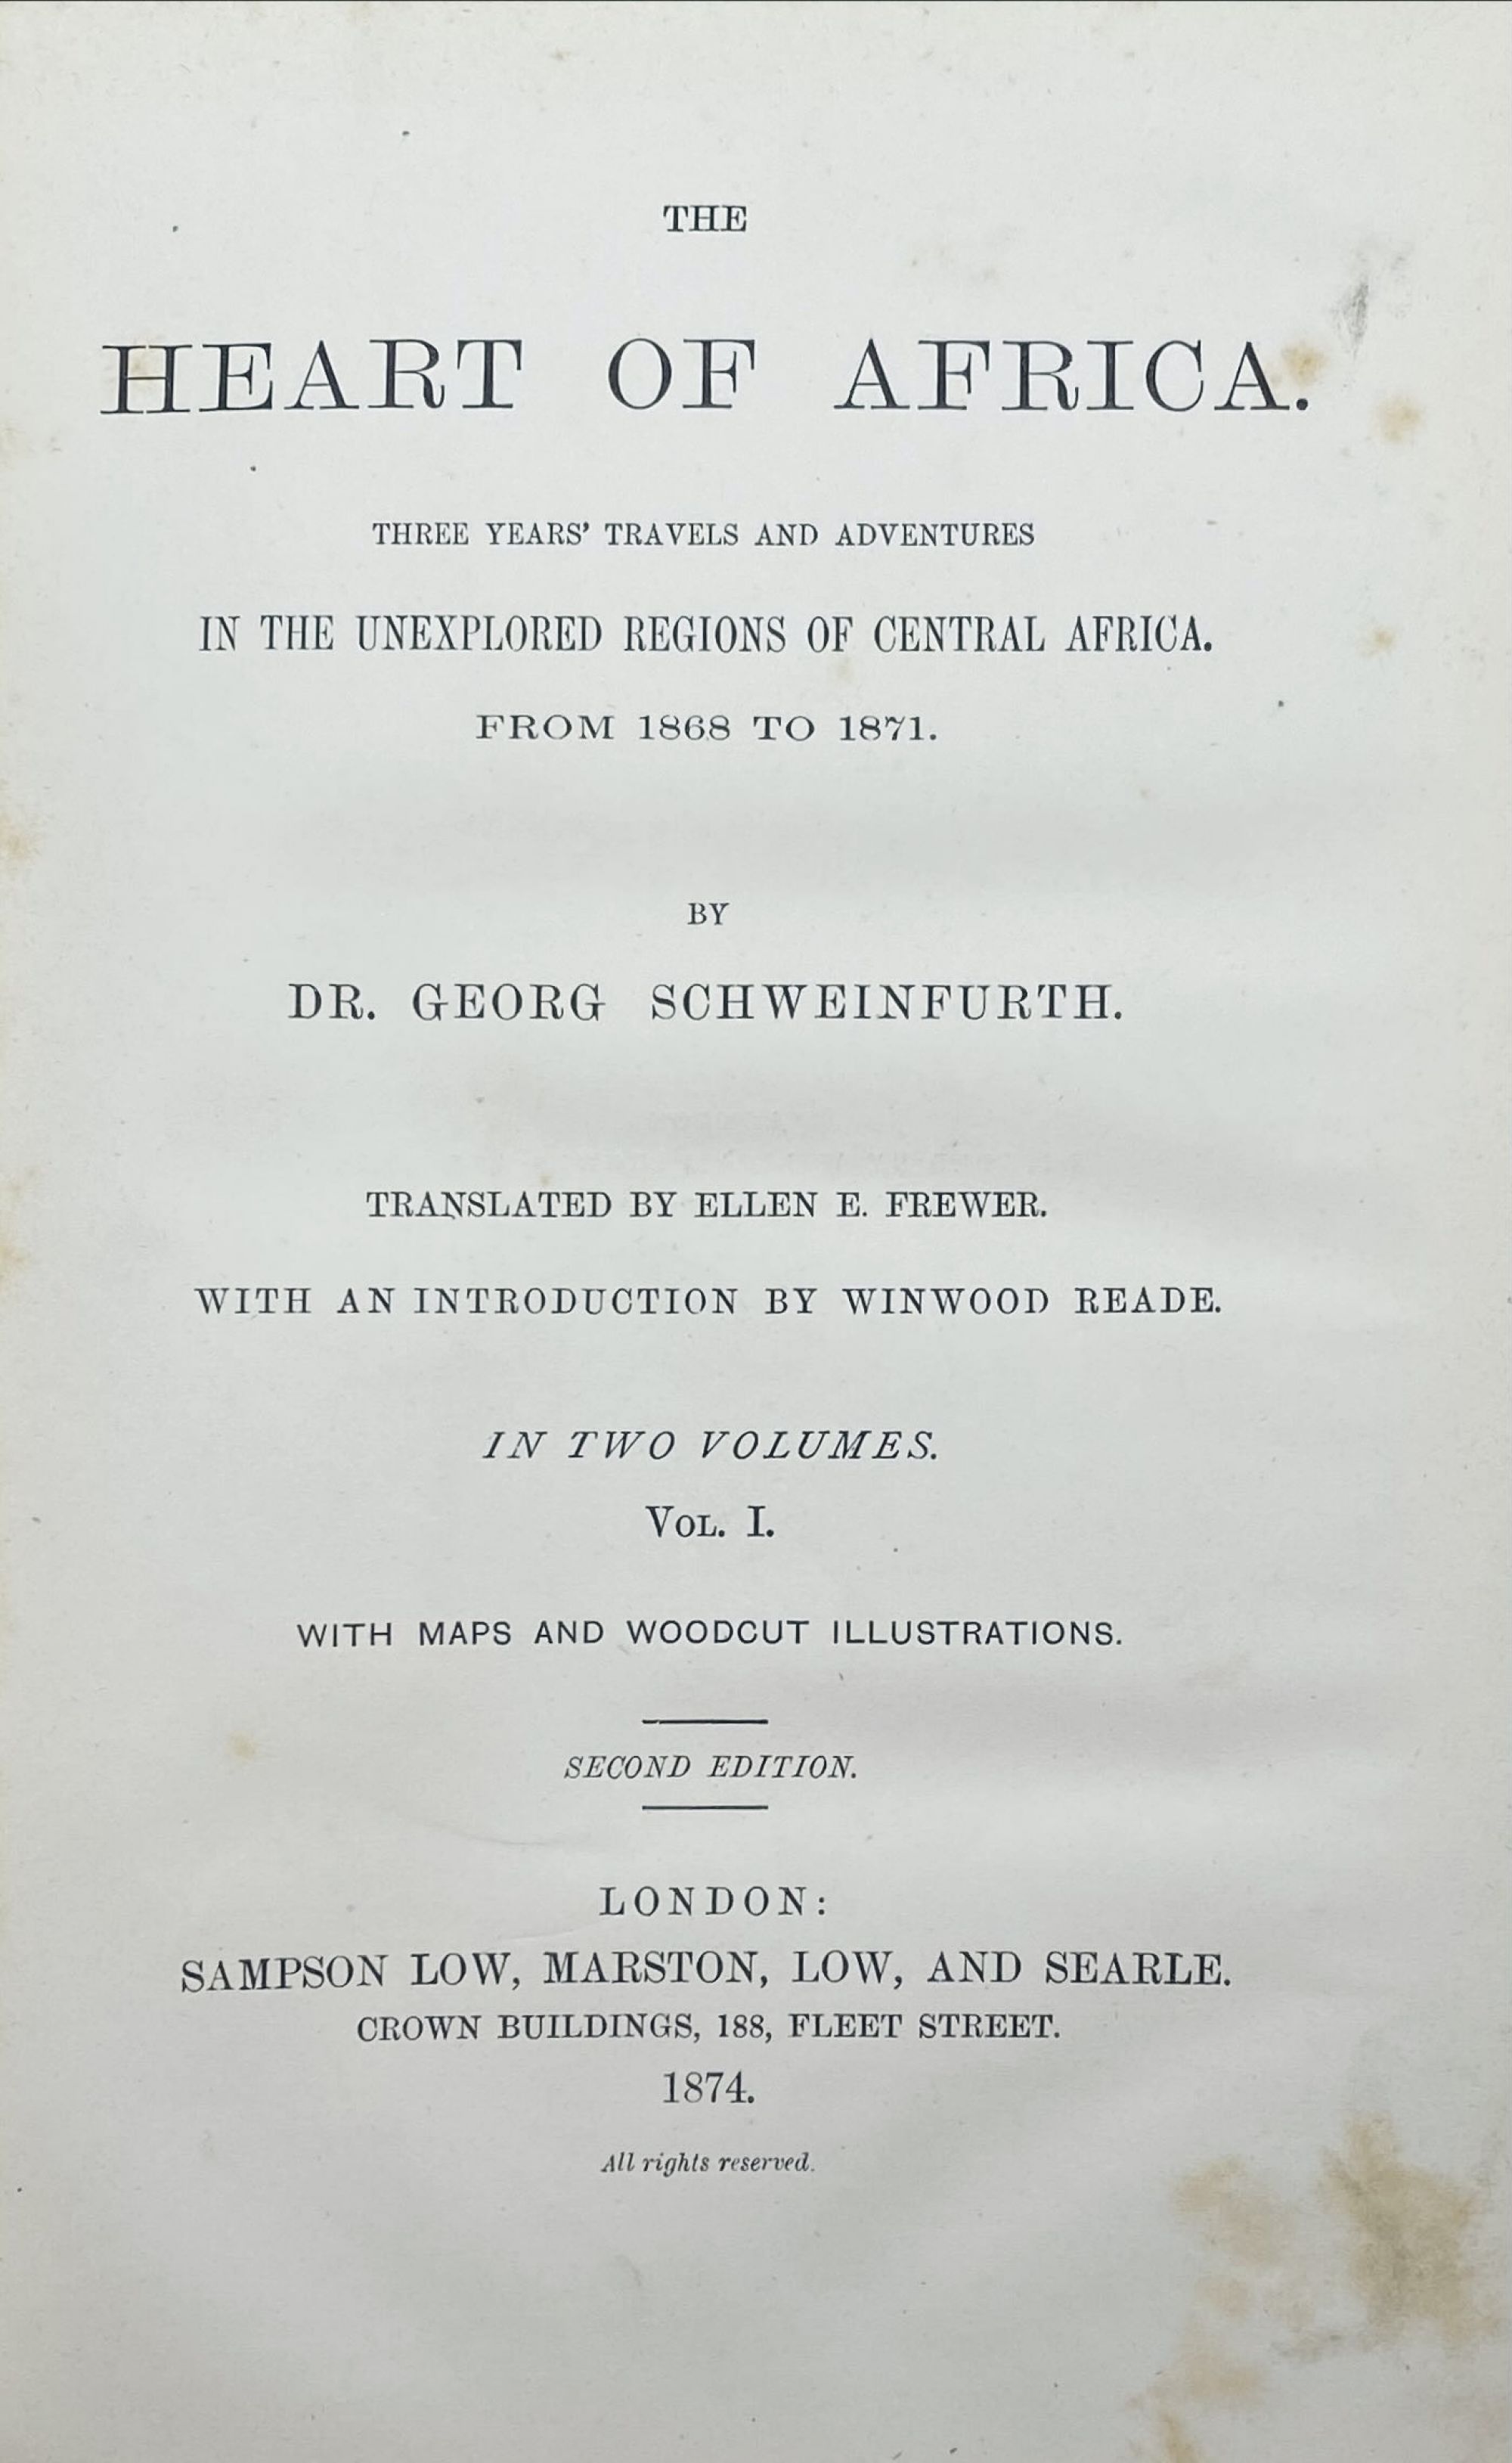 THE
HEART OF AFRICA.
THREE YEARS' TRAVELS AND ADVENTURES
IN THE UNEXPLORED REGIONS OF CENTRAL AFRICA.
FROM 1868 TO 1871.
BY
DR. GEORG SCHWEINFURTH.
TRANSLATED BY ELLEN E. FREWER.
WITH AN INTRODUCTION BY WINWOOD READE.
IN TWO VOLUMES.
VOL. I.
WITH MAPS AND WOODCUT ILLUSTRATIONS.
SECOND EDITION.
LONDON:
SAMPSON LOW, MARSTON, LOW, AND SEARLE.
CROWN BUILDINGS, 188, FLEET STREET.
1874.
All rights reserved.